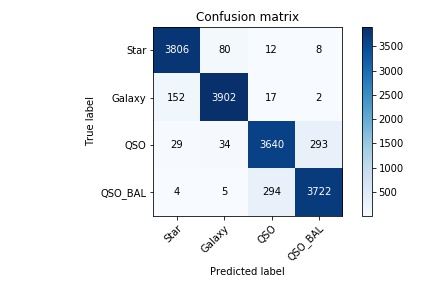 Confusion matrix
Star 3806 80 12 8
Galaxy 152 3902 17 2
QSO 29 34 3640 293
QSO_BAL 4 5 294 3722
Star Galaxy QSO QSO_BAL
True label
Predicted label
3500
3000
2500
2000
1500
1000
500